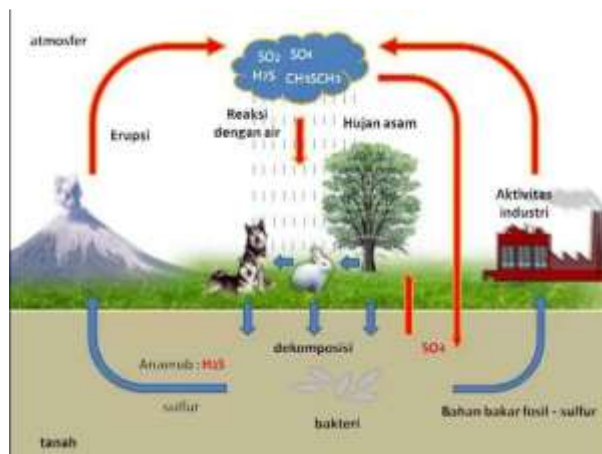 atmosfer
SO2 SO4
H2S CH3SCH3
Reaksi
dengan air
Hujan asam
Erupsi
Aktivitas
industri
dekomposisi
SO4
Anaerob : H2S
sulfur
bakteri
Bahan bakar fosil - sulfur
tanah